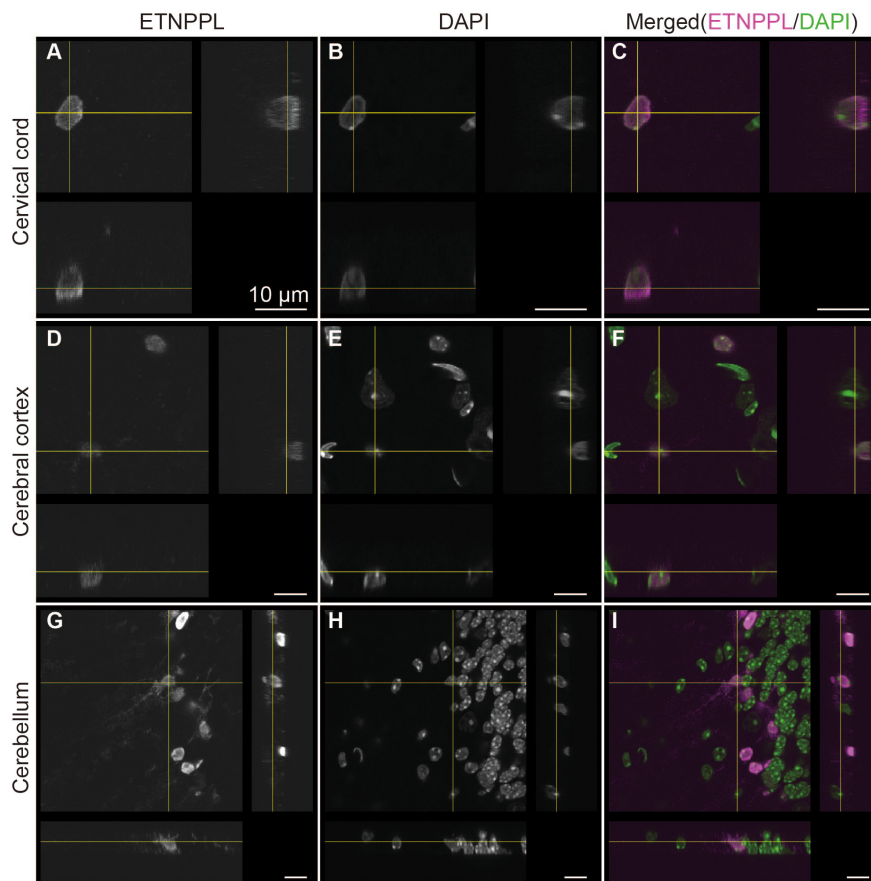 ETNPPL
DAPI
Merged(ETNPPL/DAPI)
Cervical cord
A
B
C
10 µm
Cerebral cortex
D
E
F
Cerebellum
G
H
I